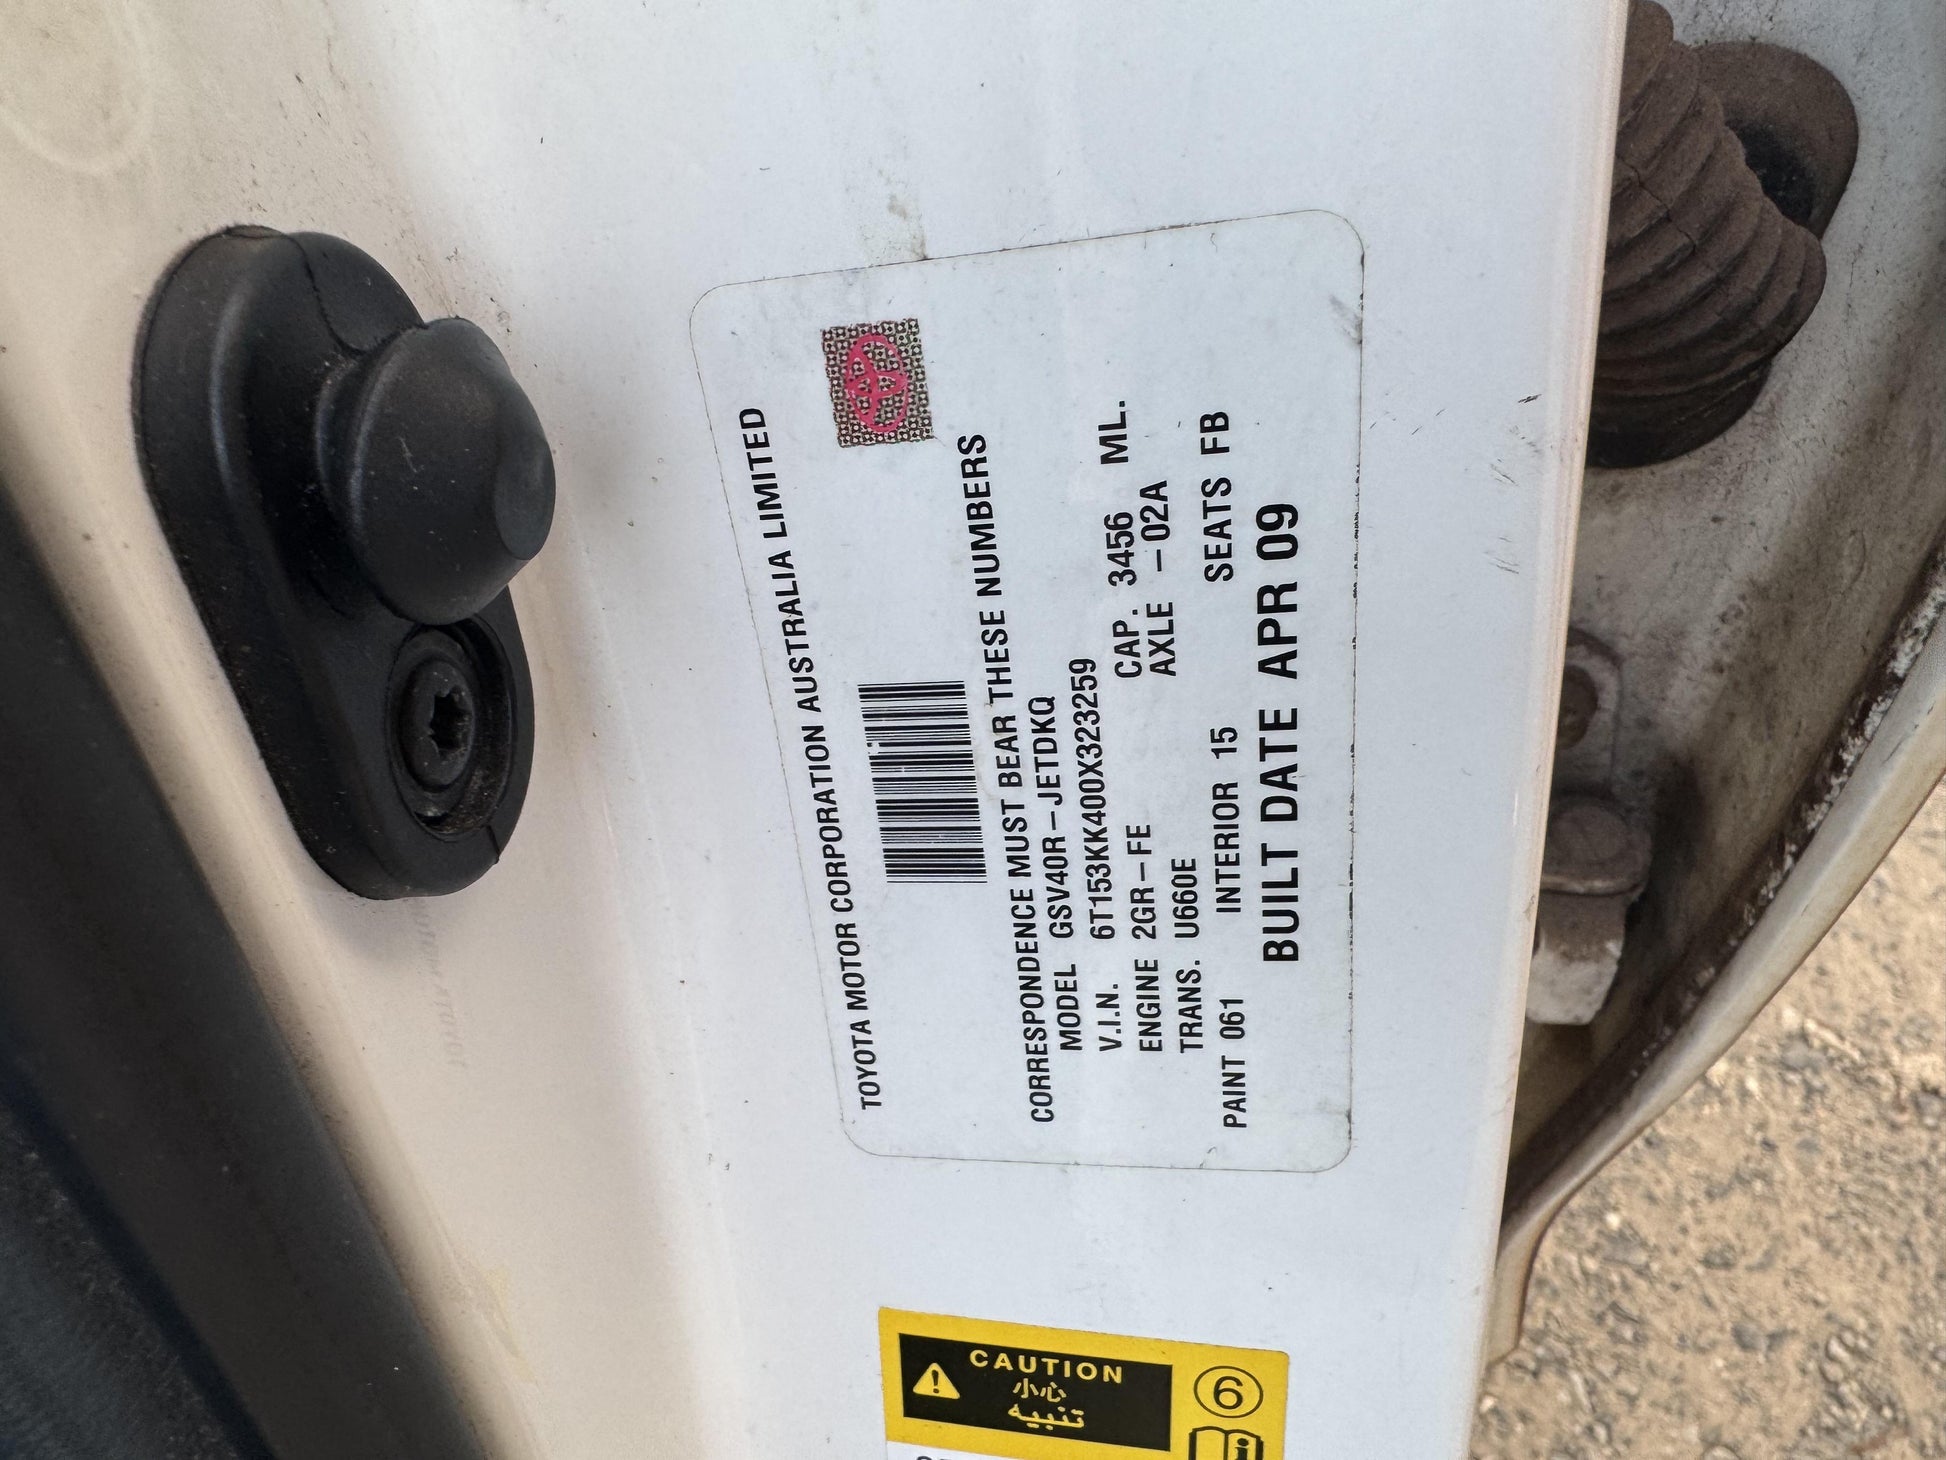 TOYOTA MOTOR CORPORATION AUSTRALIA LIMITED
CORRESPONDENCE MUST BEAR THESE NUMBERS
MODEL GSV40R-JETDKQ
V.I.N. 6T153KK400X323259
ENGINE 2GR-FE CAP. 3456 ML.
TRANS. U660E AXLE -02A
PAINT 061 INTERIOR 15 SEATS FB
BUILT DATE APR 09
CAUTION
小心
تنبيه
6